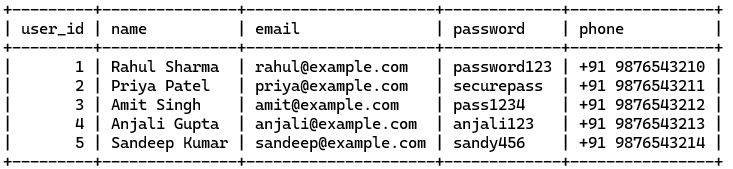 | user_id | name | email | password | phone |
| 1 | Rahul Sharma | rahul@example.com | password123 | +91 9876543210 |
| 2 | Priya Patel | priya@example.com | securepass | +91 9876543211 |
| 3 | Amit Singh | amit@example.com | pass1234 | +91 9876543212 |
| 4 | Anjali Gupta | anjali@example.com | anjali123 | +91 9876543213 |
| 5 | Sandeep Kumar | sandeep@example.com | sandy456 | +91 9876543214 |